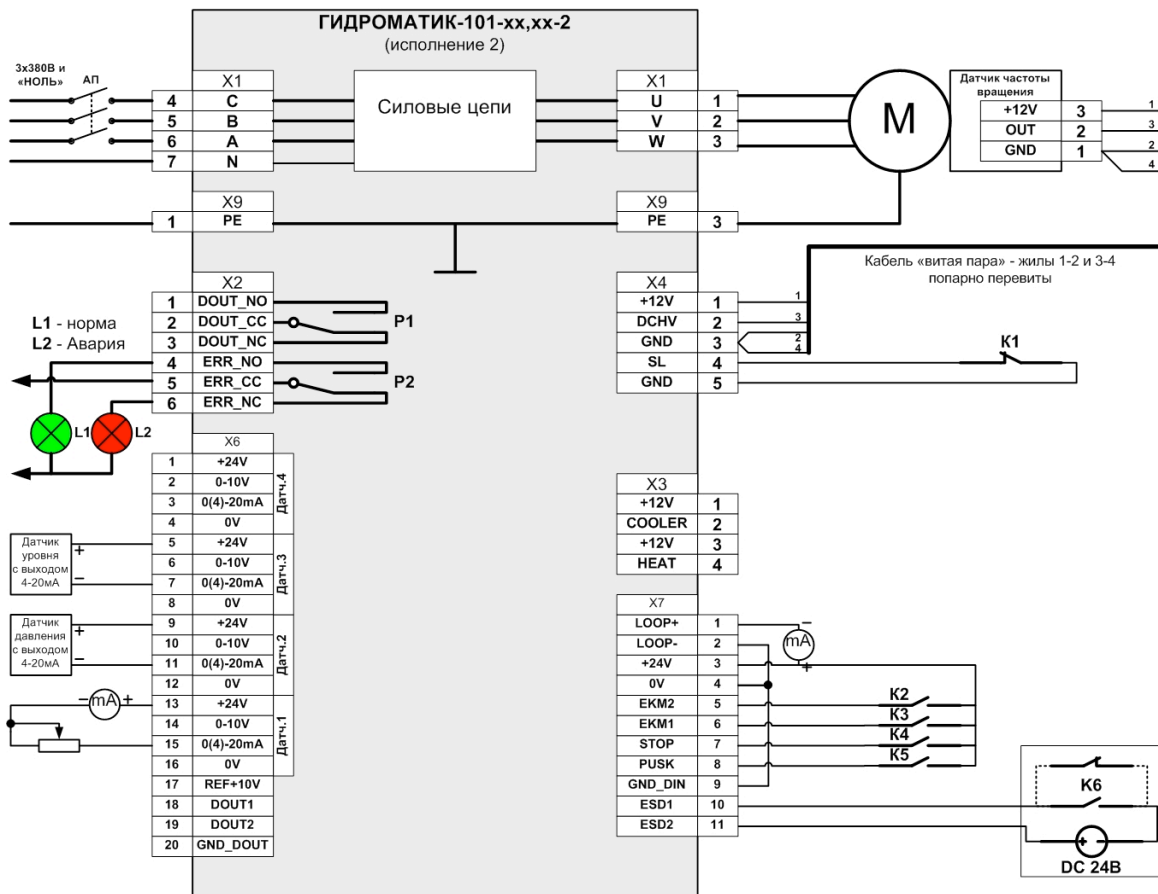 ГИДРОМАТИК-101-xx,xx-2
(исполнение 2)
3х380В и
«НОЛЬ»
АП
X1
4 C
5 B
6 A
7 N
Силовые цепи
X1
U 1
V 2
W 3
M
Датчик частоты
вращения
+12V 3 1
OUT 2 3
GND 1 2
4
X9
1 PE
X9
PE 3
Кабель «витая пара» - жилы 1-2 и 3-4
попарно перевиты
X2
1 DOUT_NO
2 DOUT_CC
3 DOUT_NC
4 ERR_NO
5 ERR_CC
6 ERR_NC
P1
P2
L1 - норма
L2 - Авария
L1
L2
X4
+12V 1 1
DCHV 2 3
GND 3 2
4
SL 4
GND 5
K1
X6
1 +24V
2 0-10V
3 0(4)-20mA
4 0V
Датч.4
5 +24V
6 0-10V
7 0(4)-20mA
8 0V
Датч.3
9 +24V
10 0-10V
11 0(4)-20mA
12 0V
Датч.2
13 +24V
14 0-10V
15 0(4)-20mA
16 0V
Датч.1
17 REF+10V
18 DOUT1
19 DOUT2
20 GND_DOUT
Датчик
уровня
с выходом
4-20мА
+
−
Датчик
давления
с выходом
4-20мА
+
−
− mA +
X3
+12V 1
COOLER 2
+12V 3
HEAT 4
X7
LOOP+ 1
LOOP- 2
+24V 3
0V 4
EKM2 5
EKM1 6
STOP 7
PUSK 8
GND_DIN 9
ESD1 10
ESD2 11
−
mA
+
K2
K3
K4
K5
K6
+ −
DC 24В